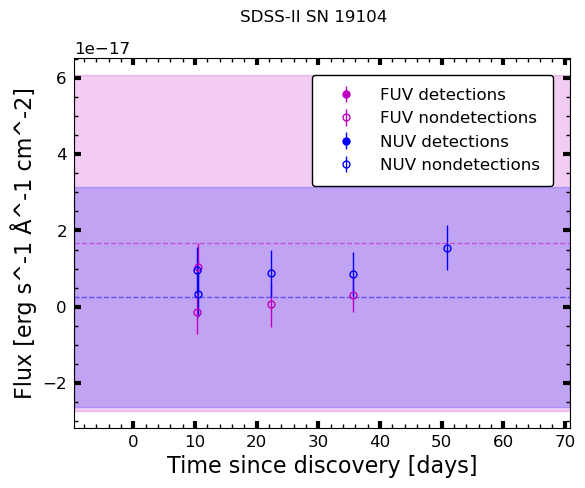 SDSS-II SN 19104
1e−17
FUV detections
FUV nondetections
NUV detections
NUV nondetections
6
4
2
0
−2
Flux [erg s^-1 Å^-1 cm^-2]
0 10 20 30 40 50 60 70
Time since discovery [days]